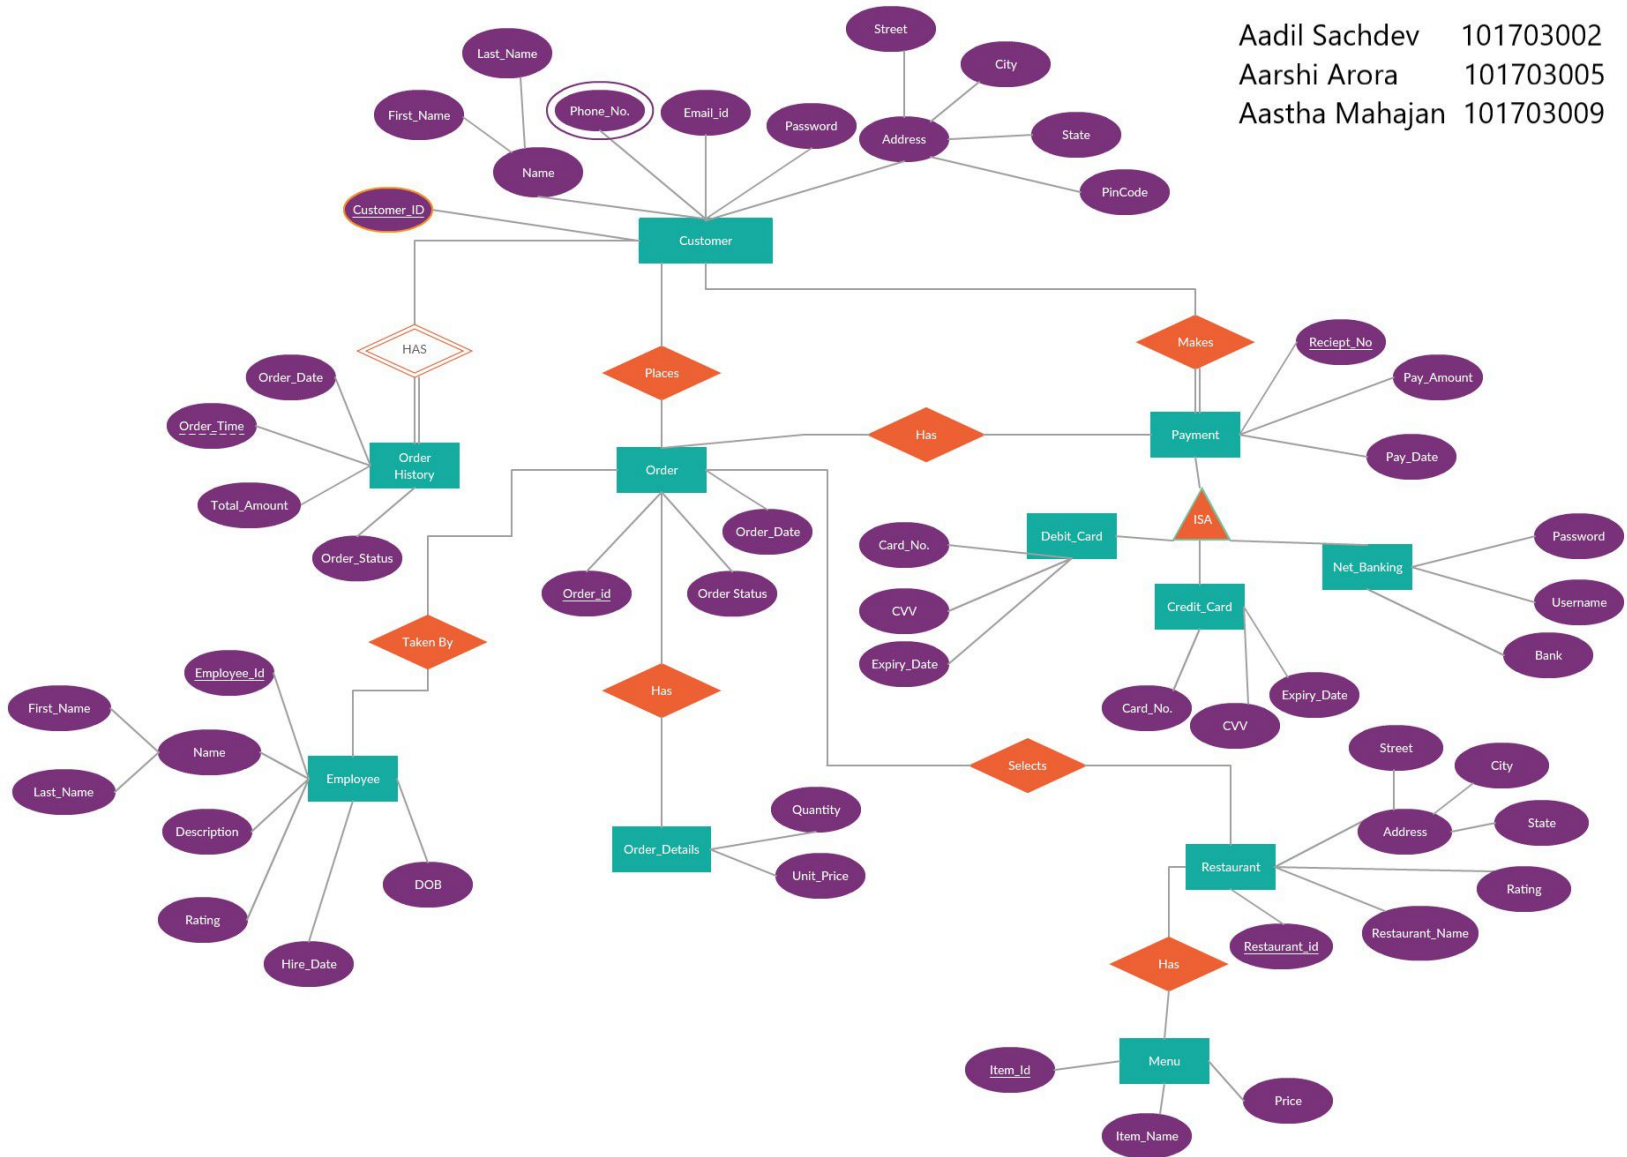 Aadil Sachdev 101703002
Aarshi Arora 101703005
Aastha Mahajan 101703009
Street
Last_Name
City
Phone_No.
Email_id
First_Name
Password
State
Address
Name
PinCode
Customer_ID
Customer
HAS
Makes
Reciept_No
Order_Date
Places
Pay_Amount
Order_Time
Has
Payment
Pay_Date
Order
History
Order
Total_Amount
ISA
Order_Date
Debit_Card
Password
Card_No.
Order_Status
Net_Banking
Order_id
Order Status
CVV
Credit_Card
Username
Taken By
Expiry_Date
Bank
Employee_Id
Has
Expiry_Date
First_Name
Card_No.
CVV
Name
Street
Selects
City
Employee
Last_Name
Quantity
Description
Address
State
Order_Details
Restaurant
Unit_Price
DOB
Rating
Rating
Restaurant_Name
Restaurant_id
Hire_Date
Has
Menu
Item_Id
Price
Item_Name